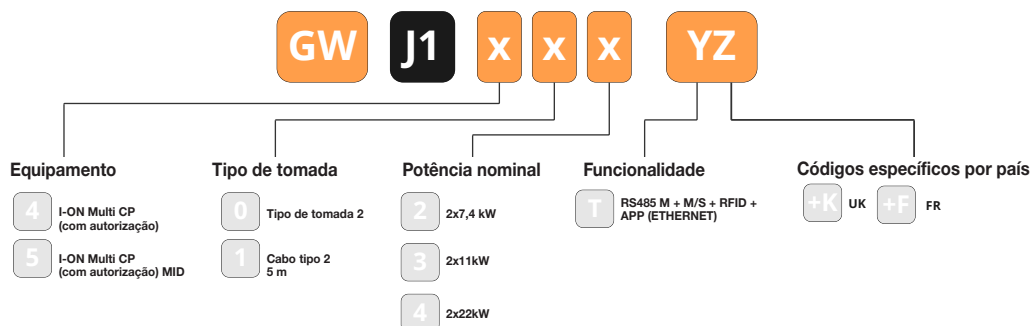 GW J1 x x x YZ
Equipamento
4 I-ON Multi CP
(com autorização)
5 I-ON Multi CP
(com autorização) MID
Tipo de tomada
0 Tipo de tomada 2
1 Cabo tipo 2
5 m
Potência nominal
2 2x7,4 kW
3 2x11kW
4 2x22kW
Funcionalidade
T RS485 M + M/S + RFID +
APP (ETHERNET)
Códigos específicos por país
+K UK +F FR